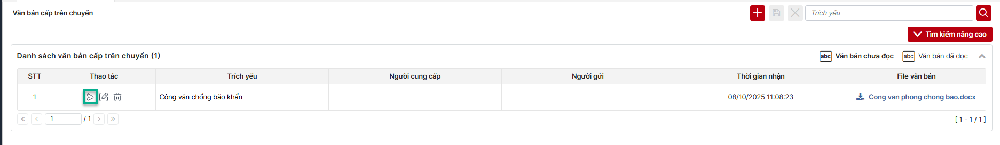 Văn bản cấp trên chuyển
Trích yếu
Tìm kiếm nâng cao
Danh sách văn bản cấp trên chuyển (1)
abc Văn bản chưa đọc abc Văn bản đã đọc
STT Thao tác Trích yếu Người cung cấp Người gửi Thời gian nhận File văn bản
1 Công văn chống bão khẩn 08/10/2025 11:08:23 Cong van phong chong bao.docx
« ‹ 1 / 1 › » [ 1 - 1 / 1 ]